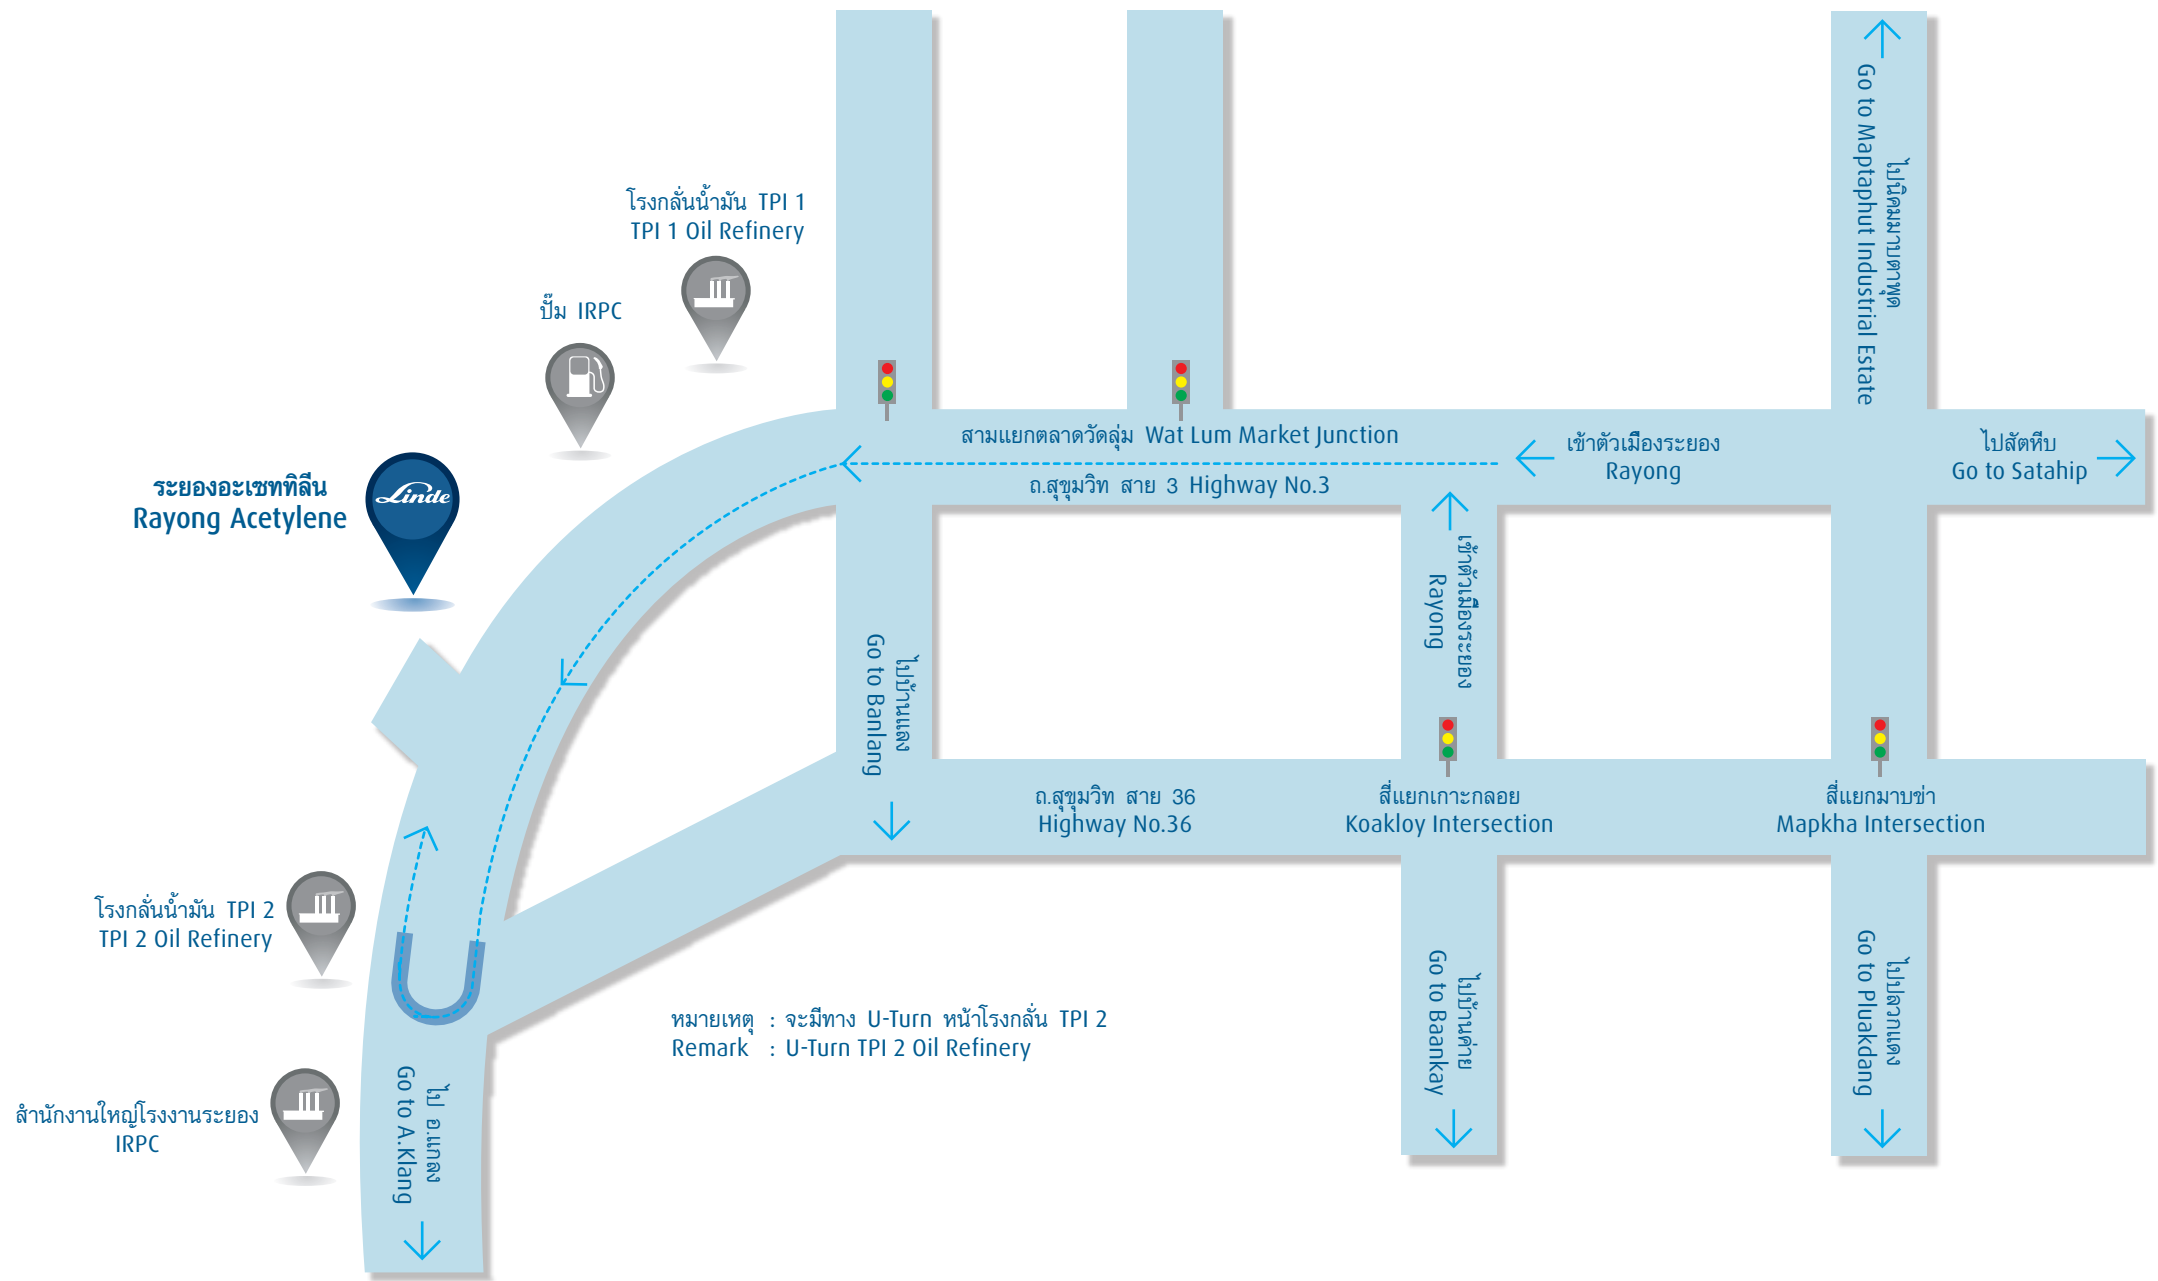 Go to Maptaphut Industrial Estate
ไปนิคมมาบตาพุด
โรงกลั่นน้ำมัน TPI 1
TPI 1 Oil Refinery
ปั๊ม IRPC
สามแยกตลาดวัดลุ่ม Wat Lum Market Junction
ถ.สุขุมวิท สาย 3 Highway No.3
เข้าตัวเมืองระยอง
Rayong
ไปสัตหีบ
Go to Satahip
ระยองอะเซททิลีน
Rayong Acetylene
Linde
เข้าตัวเมืองระยอง
Rayong
ไปบ้านแลง
Go to Banlang
ถ.สุขุมวิท สาย 36
Highway No.36
สี่แยกเกาะกลอย
Koakloy Intersection
สี่แยกมาบข่า
Mapkha Intersection
โรงกลั่นน้ำมัน TPI 2
TPI 2 Oil Refinery
หมายเหตุ : จะมีทาง U-Turn หน้าโรงกลั่น TPI 2
Remark : U-Turn TPI 2 Oil Refinery
ไปบ้านค่าย
Go to Baankay
ไปปลวกแดง
Go to Pluakdang
สำนักงานใหญ่โรงงานระยอง
IRPC
ไป อ.แกลง
Go to A.Klang